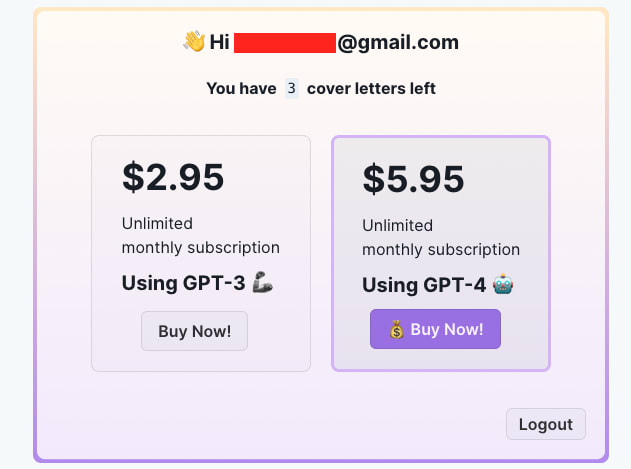 👋 Hi @gmail.com
You have 3 cover letters left
$2.95
Unlimited
monthly subscription
Using GPT-3 🦾
Buy Now!
$5.95
Unlimited
monthly subscription
Using GPT-4 🤖
💰 Buy Now!
Logout